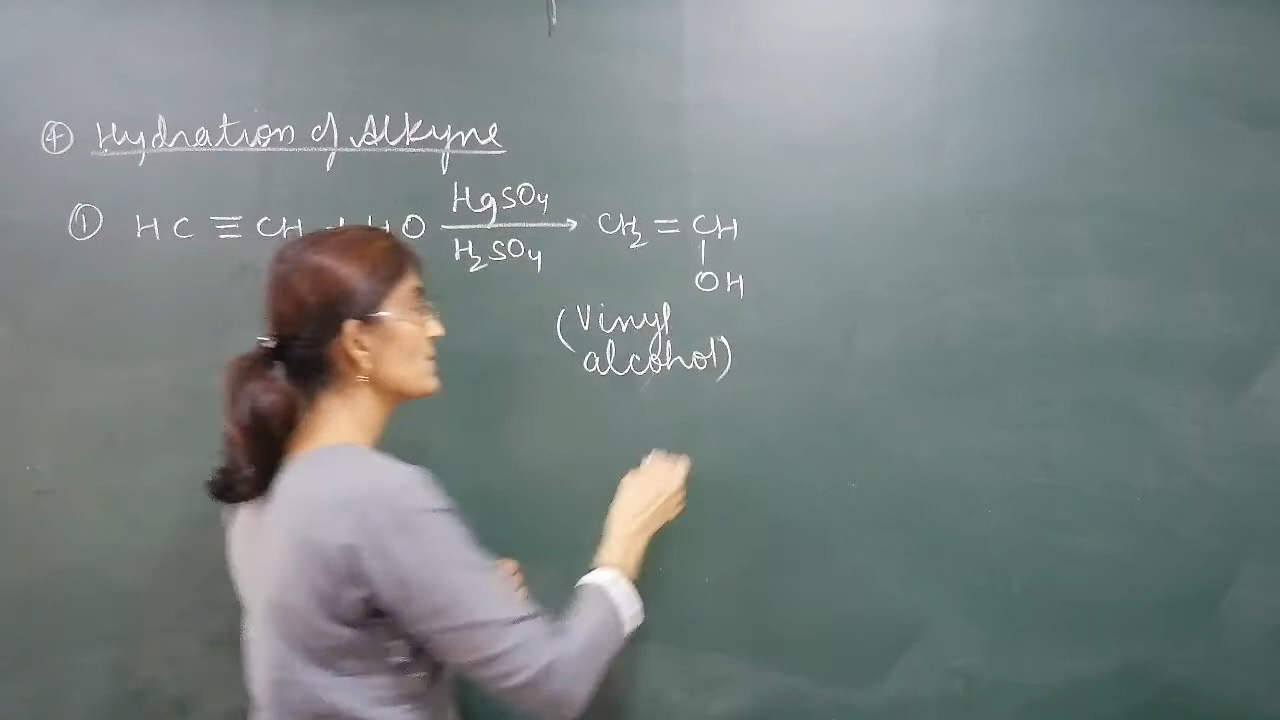 ④ Hydration of Alkyne
① HC ≡ CH + H O HgSO₄ H₂SO₄ → CH₂ = CH
OH
(Vinyl
alcohol)